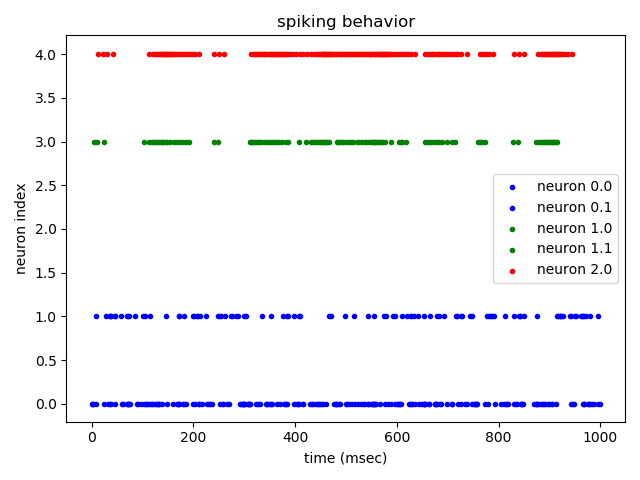 spiking behavior
neuron index
4.0
3.5
3.0
2.5
2.0
1.5
1.0
0.5
0.0
neuron 0.0
neuron 0.1
neuron 1.0
neuron 1.1
neuron 2.0
0 200 400 600 800 1000
time (msec)